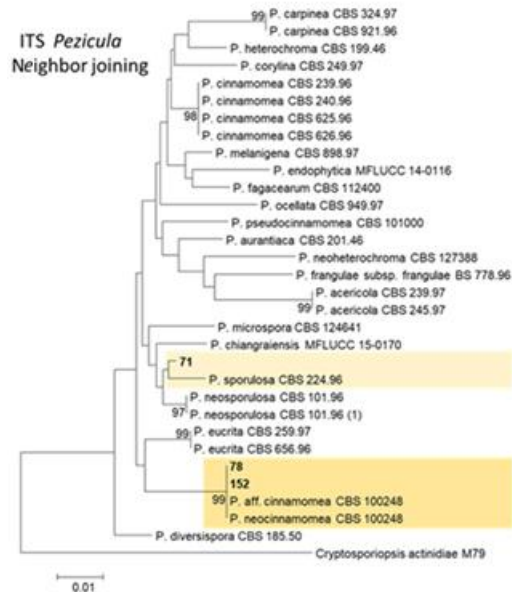 ITS Pezicula
Neighbor joining
99
P. carpinea CBS 324.97
P. carpinea CBS 921.96
P. heterochroma CBS 199.46
P. corylina CBS 249.97
P. cinnamomea CBS 239.96
P. cinnamomea CBS 240.96
P. cinnamomea CBS 625.96
98
P. cinnamomea CBS 626.96
P. melanigena CBS 898.97
P. endophytica MFLUCC 14-0116
P. fagacearum CBS 112400
P. ocellata CBS 949.97
P. pseudocinnamomea CBS 101000
P. aurantiaca CBS 201.46
P. neoheterochroma CBS 127388
P. frangulae subsp. frangulae BS 778.96
P. acericola CBS 239.97
99
P. acericola CBS 245.97
P. microspora CBS 124641
P. chiangraiensis MFLUCC 15-0170
71
P. sporulosa CBS 224.96
P. neosporulosa CBS 101.96
97
P. neosporulosa CBS 101.96 (1)
99
P. eucrita CBS 259.97
P. eucrita CBS 656.96
78
152
99
P. aff. cinnamomea CBS 100248
P. neocinnamomea CBS 100248
P. diversispora CBS 185.50
Cryptosporiopsis actinidiae M79
0.01